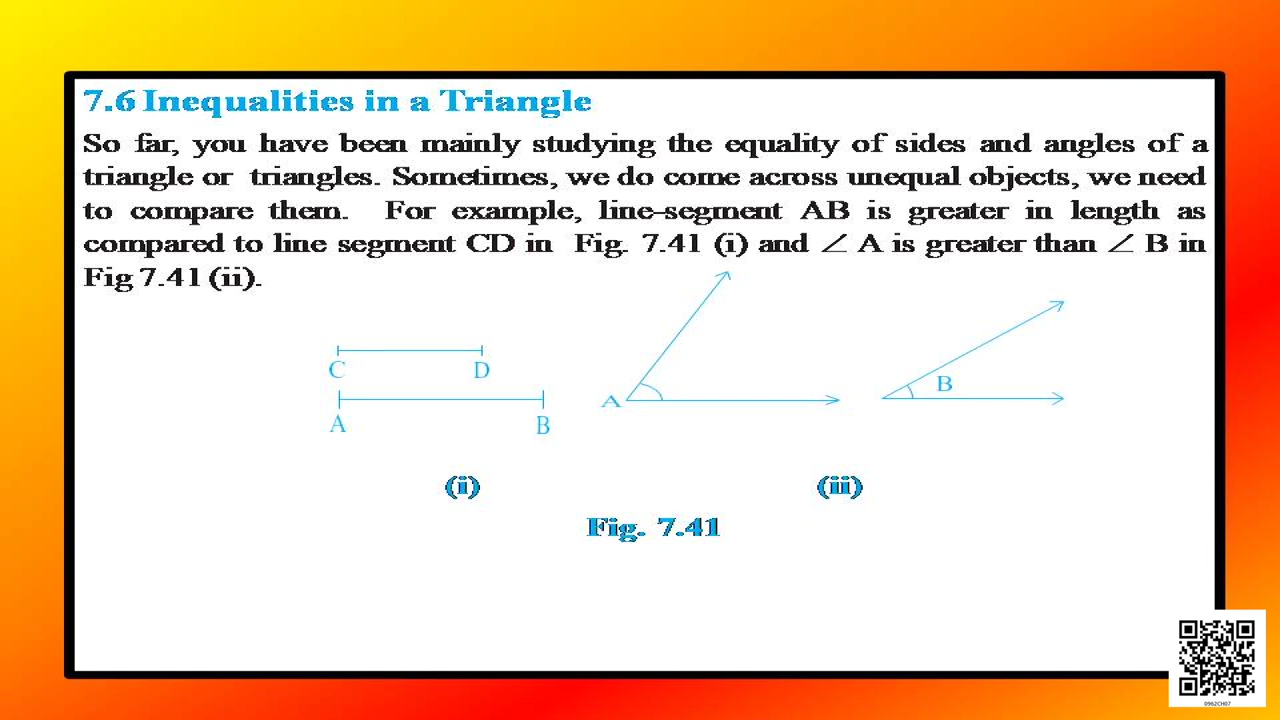 7.6 Inequalities in a Triangle
So far, you have been mainly studying the equality of sides and angles of a
triangle or triangles. Sometimes, we do come across unequal objects, we need
to compare them. For example, line-segment AB is greater in length as
compared to line segment CD in Fig. 7.41 (i) and ∠ A is greater than ∠ B in
Fig 7.41 (ii).
C D
A B
A
B
(i) (ii)
Fig. 7.41
0962CH07